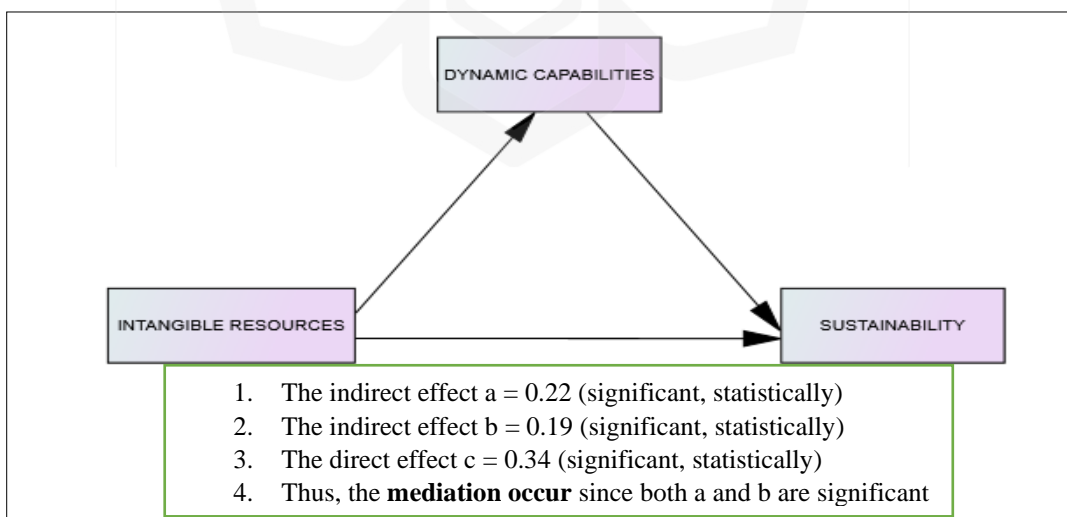 DYNAMIC CAPABILITIES
INTANGIBLE RESOURCES
SUSTAINABILITY
1. The indirect effect a = 0.22 (significant, statistically)
2. The indirect effect b = 0.19 (significant, statistically)
3. The direct effect c = 0.34 (significant, statistically)
4. Thus, the mediation occur since both a and b are significant